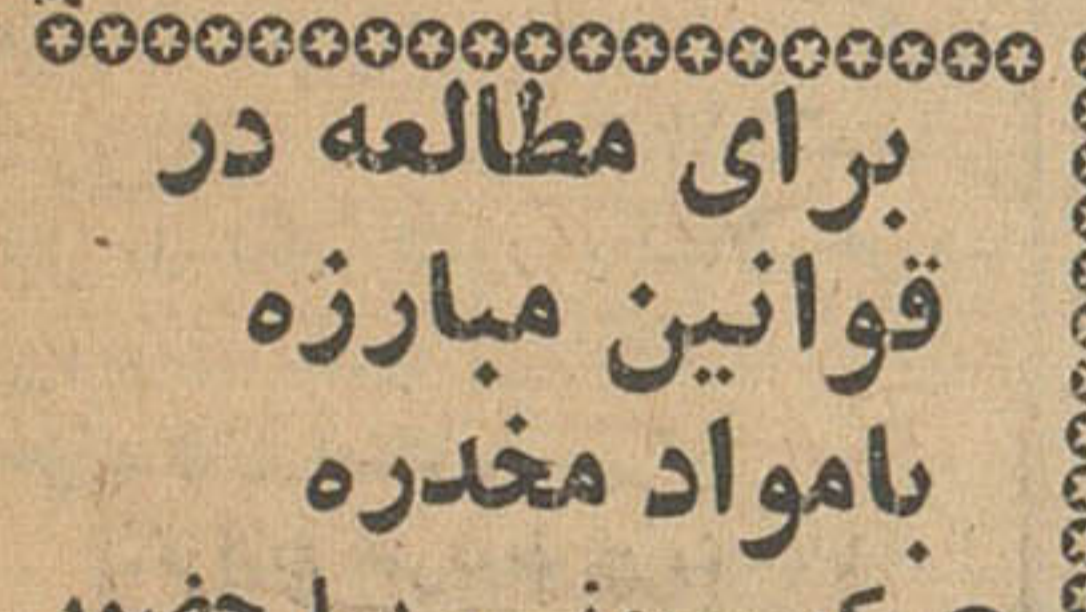 برای مطالعه در
قوانین مبارزه
بامواد مخدره